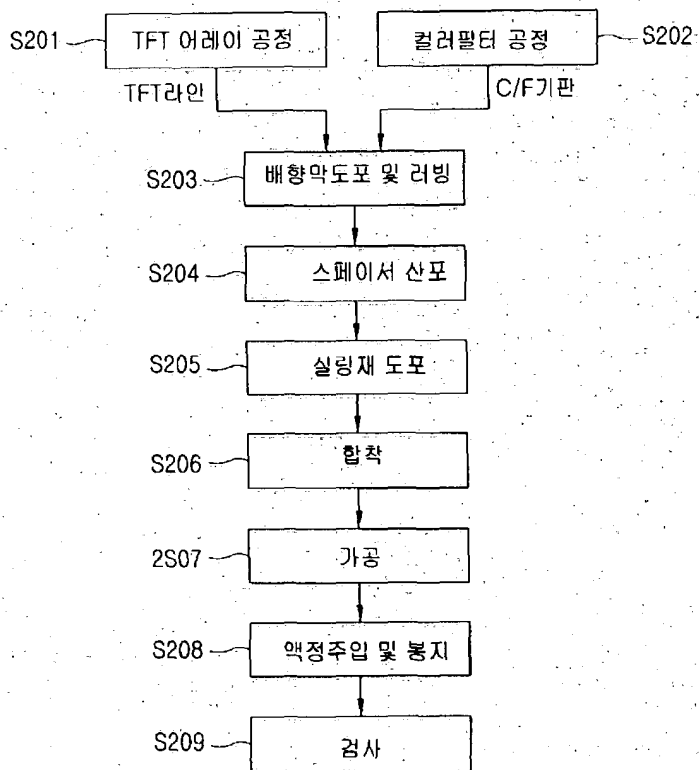 S201 TFT 어레이 공정
컬러필터 공정 S202
TFT라인
C/F기판
S203 배향막도포 및 러빙
S204 스페이서 산포
S205 실링재 도포
S206 합착
2S07 가공
S208 액정주입 및 봉지
S209 검사